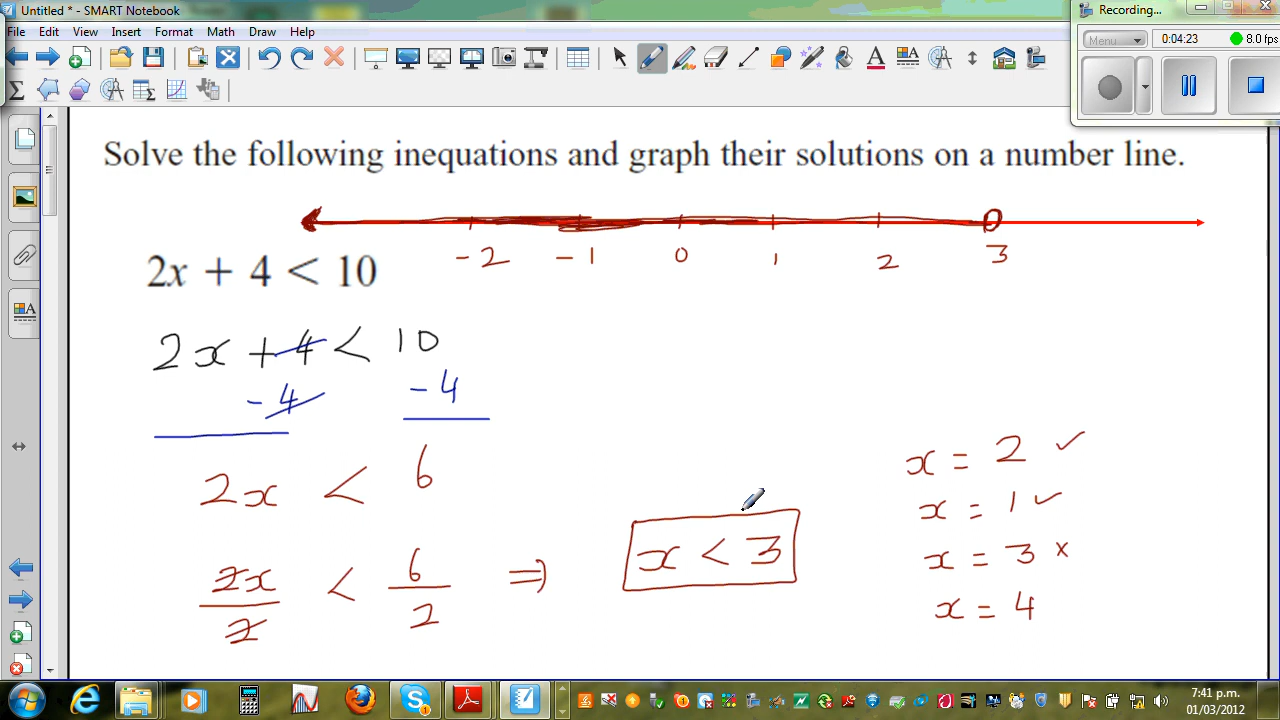 Untitled * - SMART Notebook
Recording...
File Edit View Insert Format Math Draw Help
Menu
0:04:23
8.0 fps
Solve the following inequations and graph their solutions on a number line.
-2 -1 0 1 2 3
2x + 4 < 10
2x + 4 < 10
- 4 - 4
2x < 6
x = 2 ✓
x = 1 ✓
2x/2 < 6/2 ⇒ x < 3
x = 3 ×
x = 4
7:41 p.m.
01/03/2012